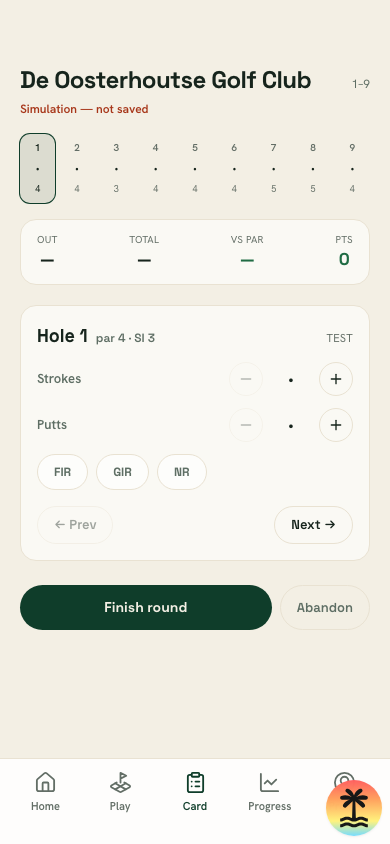 De Oosterhoutse Golf Club 1–9
Simulation — not saved
1 2 3 4 5 6 7 8 9
• • • • • • • • •
4 4 3 4 4 4 5 5 4
OUT TOTAL VS PAR PTS
— — — 0
Hole 1 par 4 · SI 3 TEST
Strokes − • +
Putts − • +
FIR GIR NR
← Prev Next →
Finish round Abandon
Home Play Card Progress